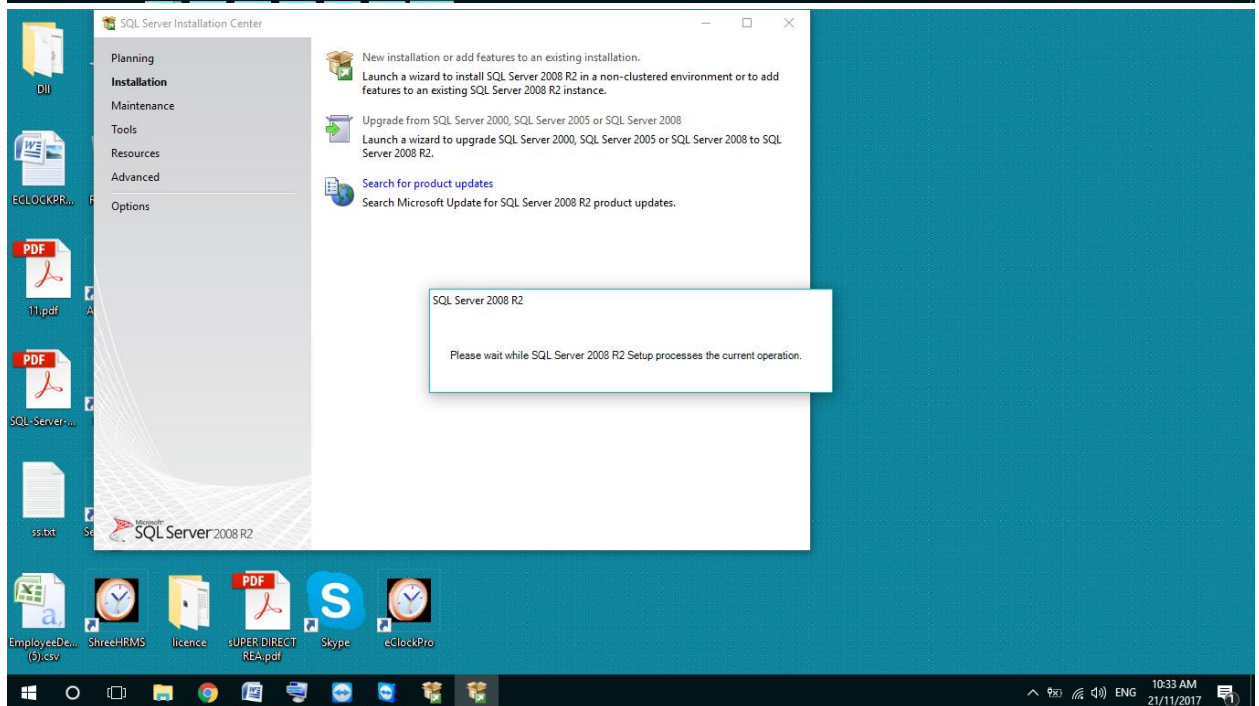 SQL Server Installation Center
Planning
Installation
Maintenance
Tools
Resources
Advanced
Options
New installation or add features to an existing installation.
Launch a wizard to install SQL Server 2008 R2 in a non-clustered environment or to add
features to an existing SQL Server 2008 R2 instance.
Upgrade from SQL Server 2000, SQL Server 2005 or SQL Server 2008
Launch a wizard to upgrade SQL Server 2000, SQL Server 2005 or SQL Server 2008 to SQL
Server 2008 R2.
Search for product updates
Search Microsoft Update for SQL Server 2008 R2 product updates.
SQL Server 2008 R2
Please wait while SQL Server 2008 R2 Setup processes the current operation.
Microsoft
SQL Server 2008 R2
Dll
ECLOCKPR...
PDF
11.pdf
PDF
SQL-Server-...
ss.txt
EmployeeDe...
(5).csv
ShreeHRMS
licence
PDF
sUPER DIRECT
REA.pdf
Skype
eClockPro
ENG
10:33 AM
21/11/2017